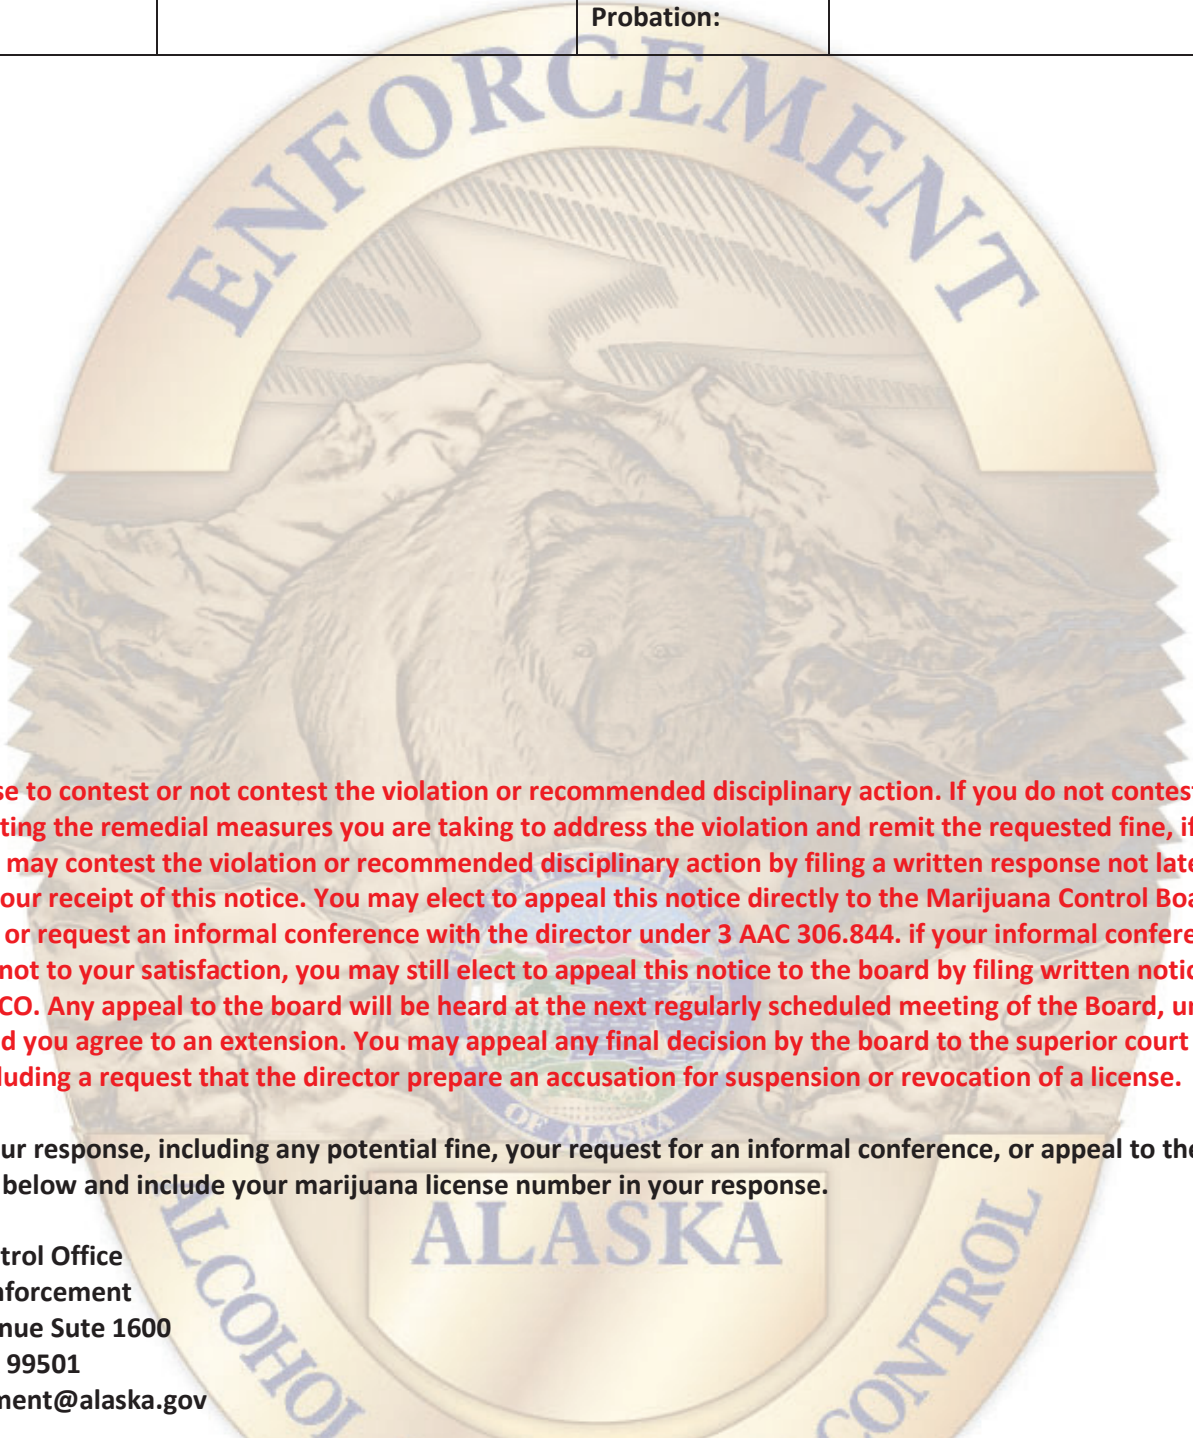 Probation:
ENFORCEMENT
se to contest or not contest the violation or recommended disciplinary action. If you do not contest
ting the remedial measures you are taking to address the violation and remit the requested fine, if
may contest the violation or recommended disciplinary action by filing a written response not late
our receipt of this notice. You may elect to appeal this notice directly to the Marijuana Control Boa
or request an informal conference with the director under 3 AAC 306.844. if your informal confere
not to your satisfaction, you may still elect to appeal this notice to the board by filing written notic
CO. Any appeal to the board will be heard at the next regularly scheduled meeting of the Board, un
d you agree to an extension. You may appeal any final decision by the board to the superior court
luding a request that the director prepare an accusation for suspension or revocation of a license.
OF ALASKA
ur response, including any potential fine, your request for an informal conference, or appeal to the
below and include your marijuana license number in your response.
ALASKA
trol Office
nforcement
nue Sute 1600
99501
ment@alaska.gov
ALCOHOL
CONTROL